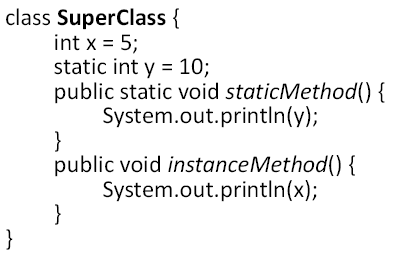 class SuperClass {
int x = 5;
static int y = 10;
public static void staticMethod() {
System.out.println(y);
}
public void instanceMethod() {
System.out.println(x);
}
}